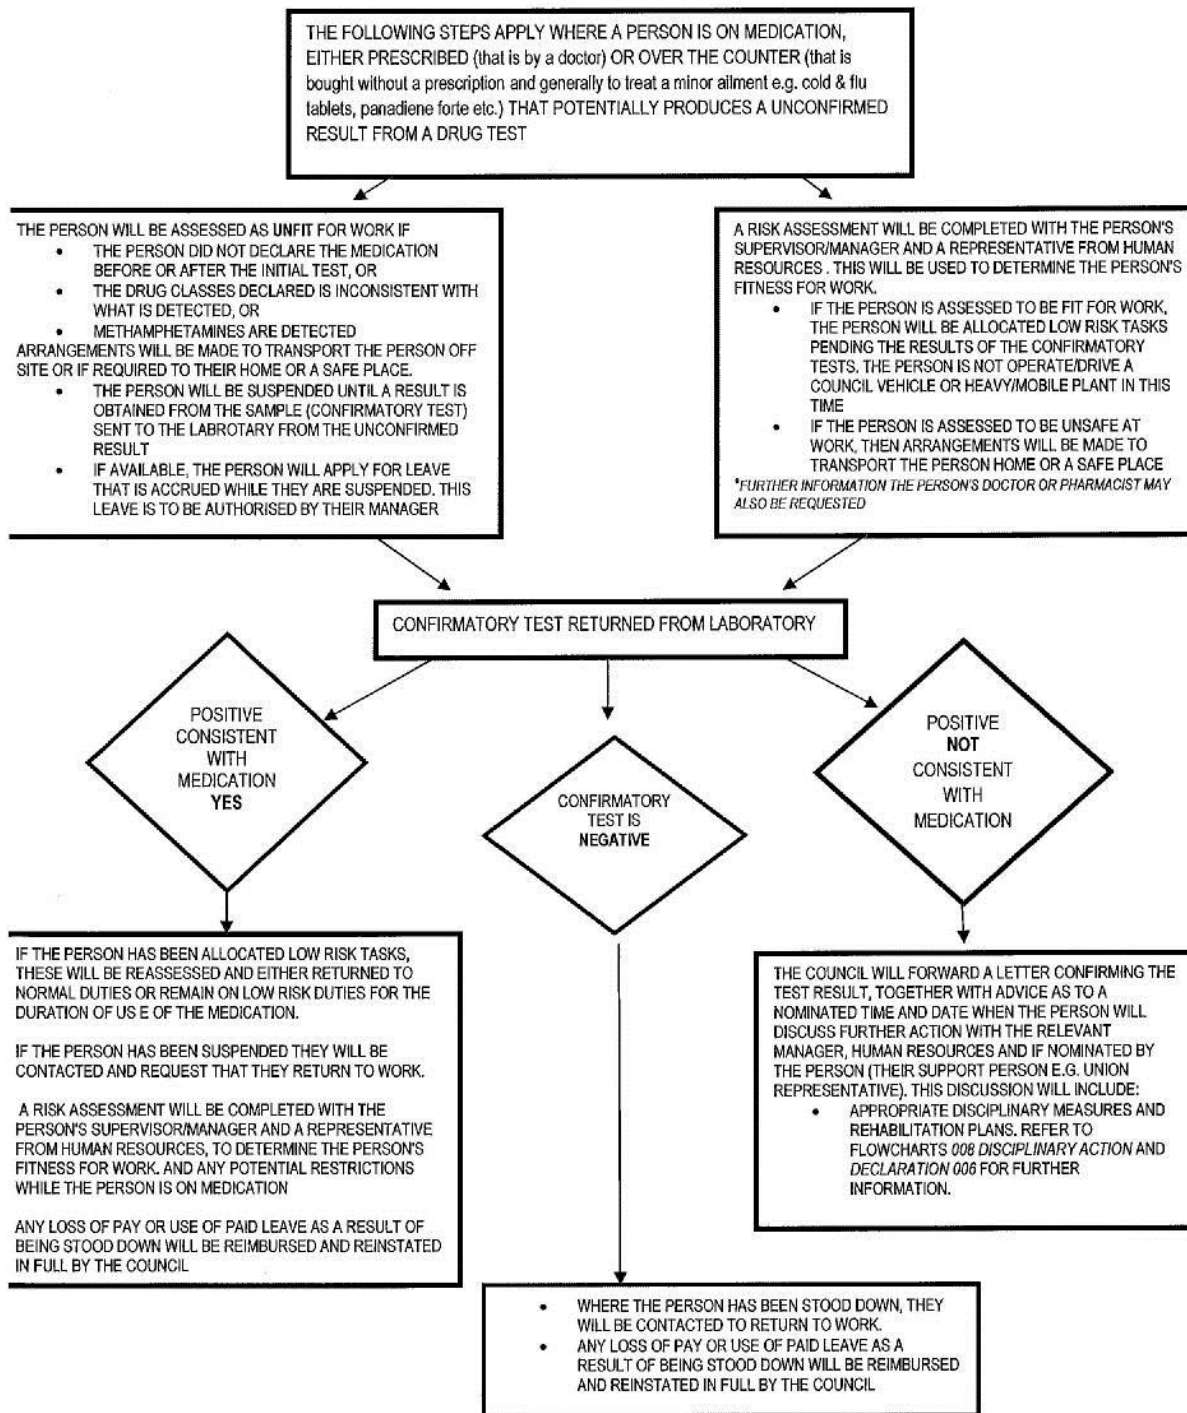 THE FOLLOWING STEPS APPLY WHERE A PERSON IS ON MEDICATION,
EITHER PRESCRIBED (that is by a doctor) OR OVER THE COUNTER (that is
bought without a prescription and generally to treat a minor ailment e.g. cold & flu
tablets, panadiene forte etc.) THAT POTENTIALLY PRODUCES A UNCONFIRMED
RESULT FROM A DRUG TEST
THE PERSON WILL BE ASSESSED AS UNFIT FOR WORK IF
• THE PERSON DID NOT DECLARE THE MEDICATION
BEFORE OR AFTER THE INITIAL TEST, OR
• THE DRUG CLASSES DECLARED IS INCONSISTENT WITH
WHAT IS DETECTED, OR
• METHAMPHETAMINES ARE DETECTED
ARRANGEMENTS WILL BE MADE TO TRANSPORT THE PERSON OFF
SITE OR IF REQUIRED TO THEIR HOME OR A SAFE PLACE.
• THE PERSON WILL BE SUSPENDED UNTIL A RESULT IS
OBTAINED FROM THE SAMPLE (CONFIRMATORY TEST)
SENT TO THE LABROTARY FROM THE UNCONFIRMED
RESULT
• IF AVAILABLE, THE PERSON WILL APPLY FOR LEAVE
THAT IS ACCRUED WHILE THEY ARE SUSPENDED. THIS
LEAVE IS TO BE AUTHORISED BY THEIR MANAGER
A RISK ASSESSMENT WILL BE COMPLETED WITH THE PERSON'S
SUPERVISOR/MANAGER AND A REPRESENTATIVE FROM HUMAN
RESOURCES . THIS WILL BE USED TO DETERMINE THE PERSON'S
FITNESS FOR WORK.
• IF THE PERSON IS ASSESSED TO BE FIT FOR WORK,
THE PERSON WILL BE ALLOCATED LOW RISK TASKS
PENDING THE RESULTS OF THE CONFIRMATORY
TESTS. THE PERSON IS NOT OPERATE/DRIVE A
COUNCIL VEHICLE OR HEAVY/MOBILE PLANT IN THIS
TIME
• IF THE PERSON IS ASSESSED TO BE UNSAFE AT
WORK, THEN ARRANGEMENTS WILL BE MADE TO
TRANSPORT THE PERSON HOME OR A SAFE PLACE
*FURTHER INFORMATION THE PERSON'S DOCTOR OR PHARMACIST MAY
ALSO BE REQUESTED
CONFIRMATORY TEST RETURNED FROM LABORATORY
POSITIVE
CONSISTENT
WITH
MEDICATION
YES
CONFIRMATORY
TEST IS
NEGATIVE
POSITIVE
NOT
CONSISTENT
WITH
MEDICATION
IF THE PERSON HAS BEEN ALLOCATED LOW RISK TASKS,
THESE WILL BE REASSESSED AND EITHER RETURNED TO
NORMAL DUTIES OR REMAIN ON LOW RISK DUTIES FOR THE
DURATION OF US E OF THE MEDICATION.
IF THE PERSON HAS BEEN SUSPENDED THEY WILL BE
CONTACTED AND REQUEST THAT THEY RETURN TO WORK.
A RISK ASSESSMENT WILL BE COMPLETED WITH THE
PERSON'S SUPERVISOR/MANAGER AND A REPRESENTATIVE
FROM HUMAN RESOURCES, TO DETERMINE THE PERSON'S
FITNESS FOR WORK. AND ANY POTENTIAL RESTRICTIONS
WHILE THE PERSON IS ON MEDICATION
ANY LOSS OF PAY OR USE OF PAID LEAVE AS A RESULT OF
BEING STOOD DOWN WILL BE REIMBURSED AND REINSTATED
IN FULL BY THE COUNCIL
THE COUNCIL WILL FORWARD A LETTER CONFIRMING THE
TEST RESULT, TOGETHER WITH ADVICE AS TO A
NOMINATED TIME AND DATE WHEN THE PERSON WILL
DISCUSS FURTHER ACTION WITH THE RELEVANT
MANAGER, HUMAN RESOURCES AND IF NOMINATED BY
THE PERSON (THEIR SUPPORT PERSON E.G. UNION
REPRESENTATIVE). THIS DISCUSSION WILL INCLUDE:
• APPROPRIATE DISCIPLINARY MEASURES AND
REHABILITATION PLANS. REFER TO
FLOWCHARTS 008 DISCIPLINARY ACTION AND
DECLARATION 006 FOR FURTHER
INFORMATION.
• WHERE THE PERSON HAS BEEN STOOD DOWN, THEY
WILL BE CONTACTED TO RETURN TO WORK.
• ANY LOSS OF PAY OR USE OF PAID LEAVE AS A
RESULT OF BEING STOOD DOWN WILL BE REIMBURSED
AND REINSTATED IN FULL BY THE COUNCIL